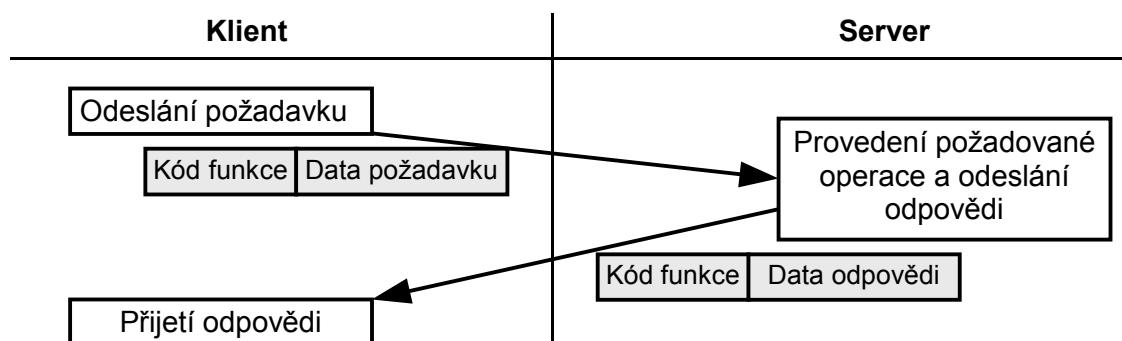 Klient
Server
Odeslání požadavku
Kód funkce
Data požadavku
Provedení požadované
operace a odeslání
odpovědi
Kód funkce
Data odpovědi
Přijetí odpovědi